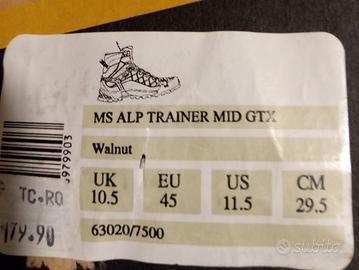 MS ALP TRAINER MID GTX
Walnut
UK EU US CM
10.5 45 11.5 29.5
63020/7500
3979903
TC.RO
179.90
subito